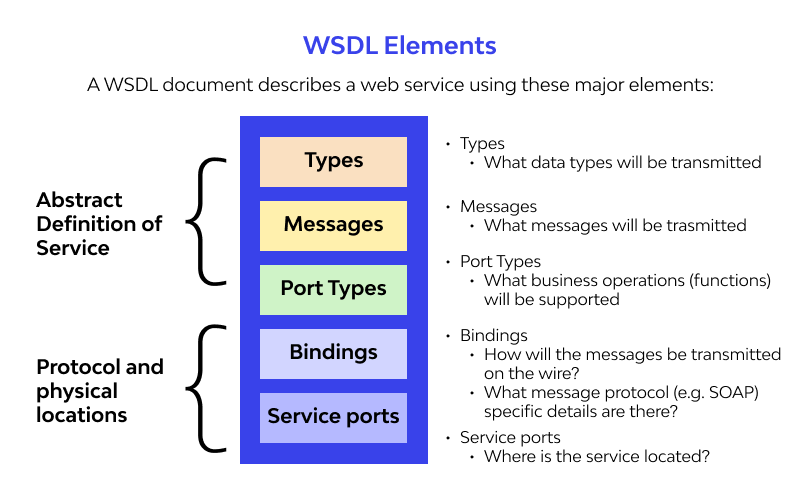 WSDL Elements
A WSDL document describes a web service using these major elements:
Abstract
Definition of
Service
Protocol and
physical
locations
Types
Messages
Port Types
Bindings
Service ports
• Types
• What data types will be transmitted
• Messages
• What messages will be trasmitted
• Port Types
• What business operations (functions)
will be supported
• Bindings
• How will the messages be transmitted
on the wire?
• What message protocol (e.g. SOAP)
specific details are there?
• Service ports
• Where is the service located?